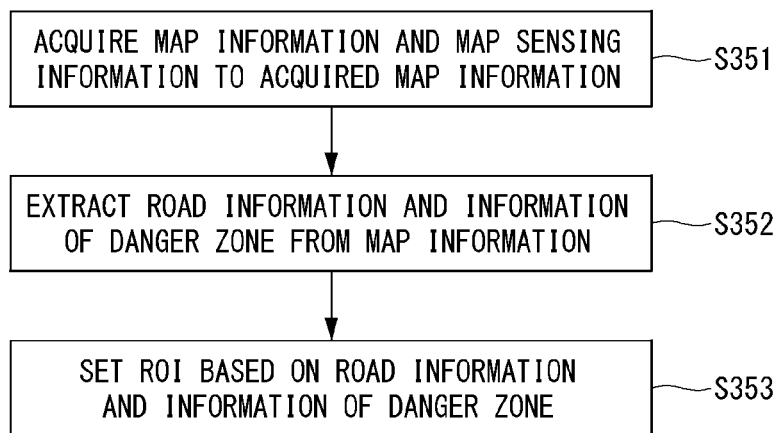 ACQUIRE MAP INFORMATION AND MAP SENSING
INFORMATION TO ACQUIRED MAP INFORMATION
S351
EXTRACT ROAD INFORMATION AND INFORMATION
OF DANGER ZONE FROM MAP INFORMATION
S352
SET ROI BASED ON ROAD INFORMATION
AND INFORMATION OF DANGER ZONE
S353